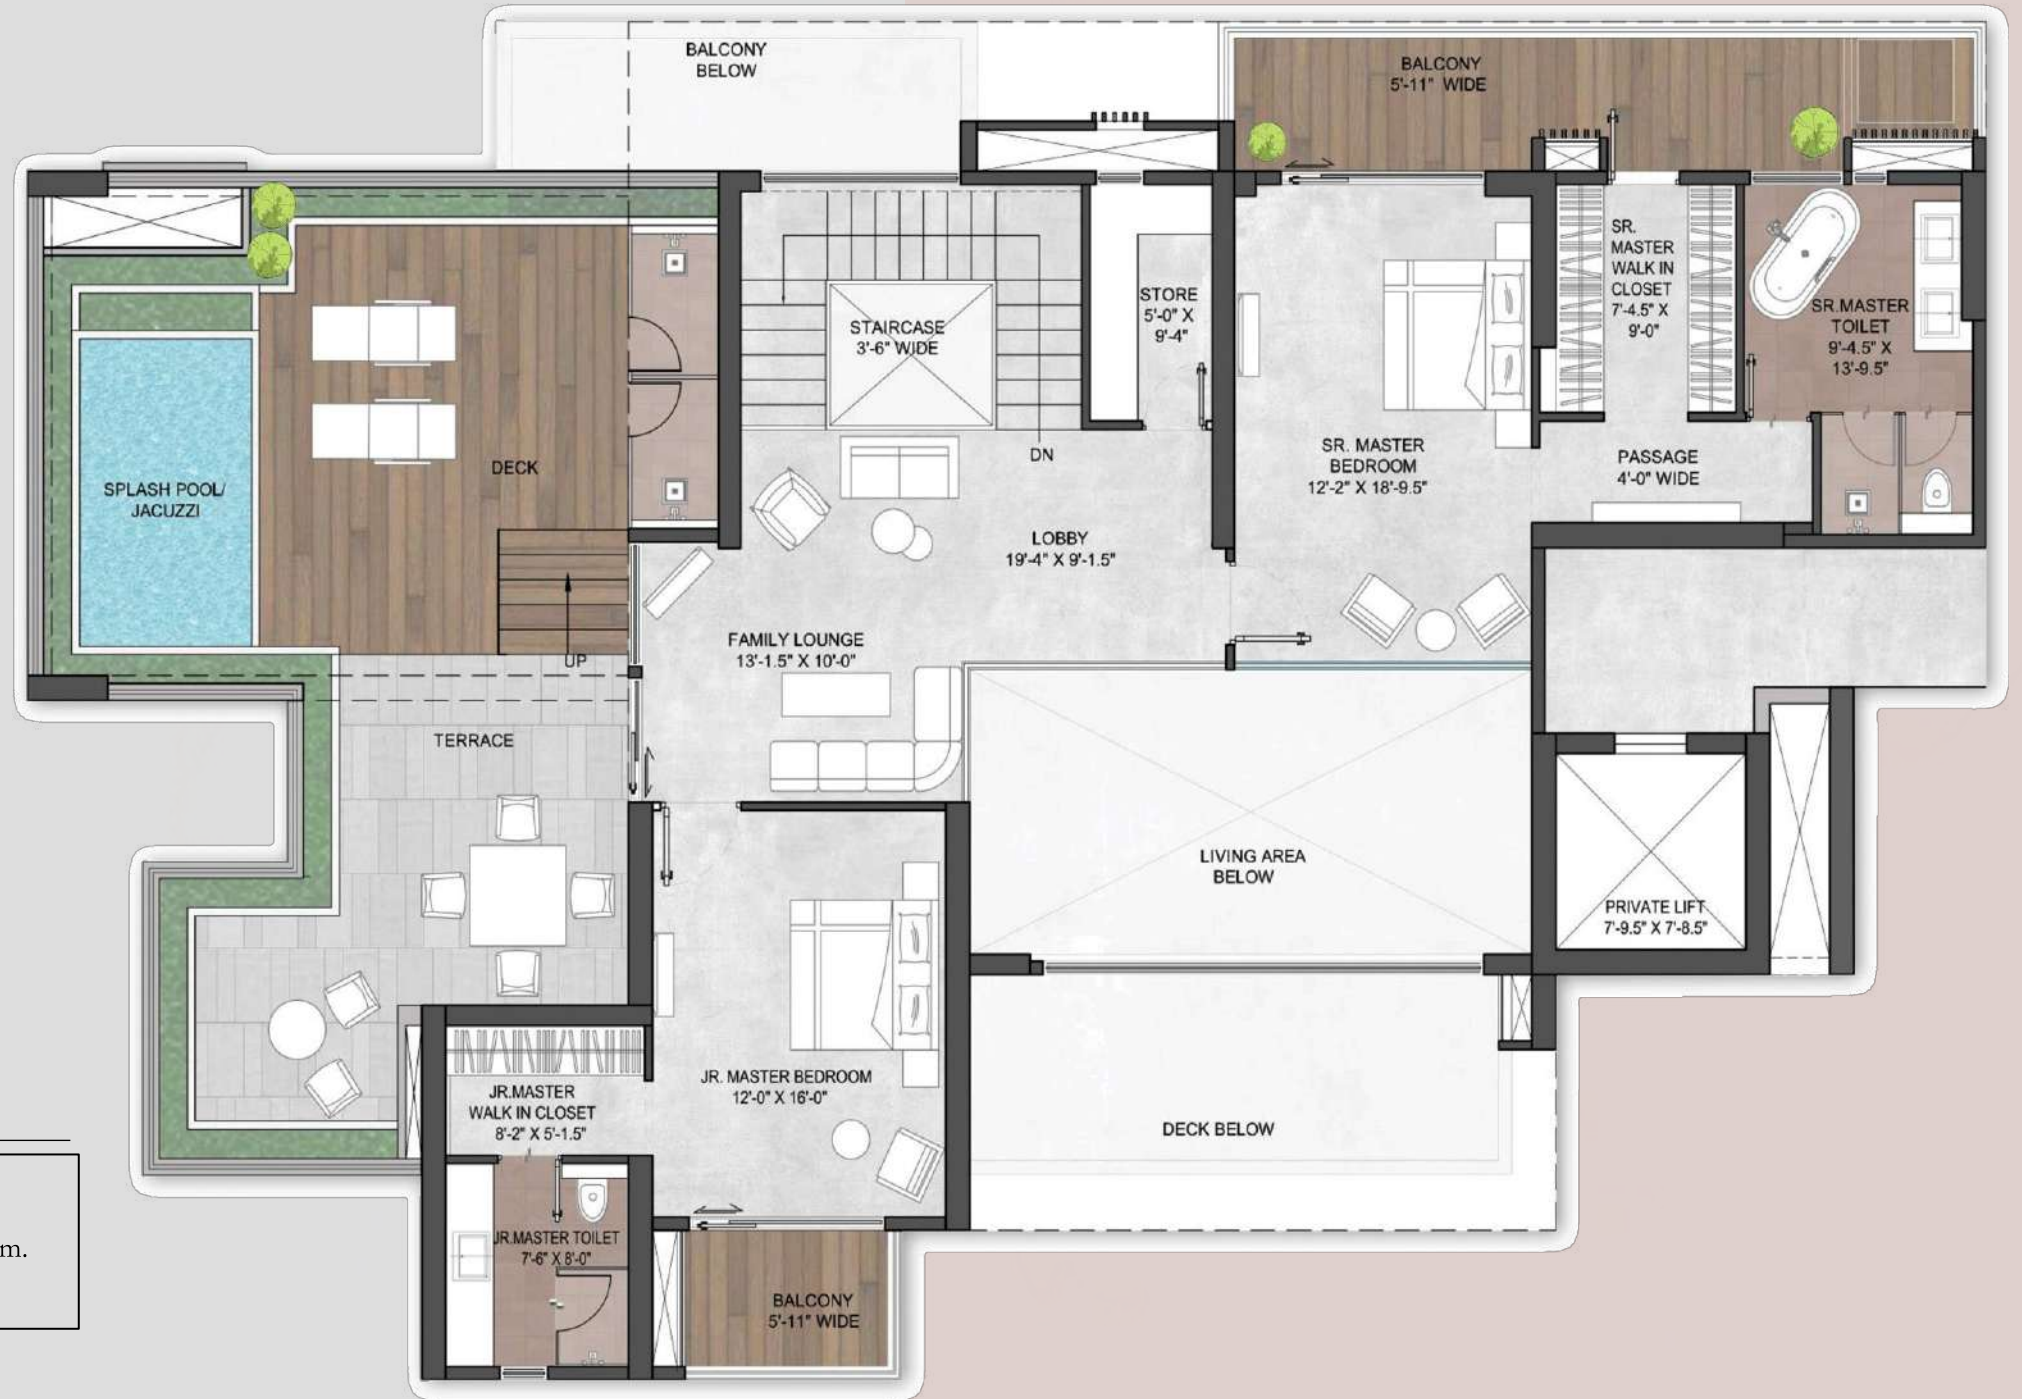 BALCONY
BELOW
BALCONY
5'-11" WIDE
SR.
MASTER
WALK IN
CLOSET
7'-4.5" X
9'-0"
STORE
5'-0" X
9'-4"
SR.MASTER
TOILET
9'-4.5" X
13'-9.5"
STAIRCASE
3'-6" WIDE
SPLASH POOL/
JACUZZI
DECK
DN
SR. MASTER
BEDROOM
12'-2" X 18'-9.5"
PASSAGE
4'-0" WIDE
LOBBY
19'-4" X 9'-1.5"
UP
FAMILY LOUNGE
13'-1.5" X 10'-0"
TERRACE
LIVING AREA
BELOW
PRIVATE LIFT
7'-9.5" X 7'-8.5"
JR. MASTER BEDROOM
12'-0" X 16'-0"
JR.MASTER
WALK IN CLOSET
8'-2" X 5'-1.5"
DECK BELOW
JR.MASTER TOILET
7'-6" X 8'-0"
m.
BALCONY
5'-11" WIDE